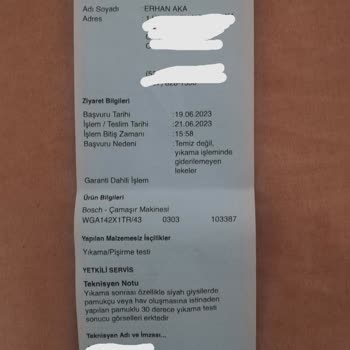 Adı Soyadı : ERHAN AKA
Adres
Ziyaret Bilgileri
Başvuru Tarihi :19.06.2023
İşlem / Teslim Tarihi :21.06.2023
İşlem Bitiş Zamanı :15:58
Başvuru Nedeni :Temiz değil,
yıkama işleminde
giderilemeyen
lekeler
Garanti Dahili İşlem
Ürün Bilgileri
Bosch - Çamaşır Makinesi
WGA142X1TR/43 0303 103387
Yapılan Malzemesiz İşçilikler
Yıkama/Pişirme testi
YETKİLİ SERVİS
Teknisyen Notu
Yıkama sonrası özellikle siyatı giysilerde
pamukçu veya hav oluşmasına istinaden
yapılan pamuklu 30 derece yıkama testi
sonucu görselleri ektedir
Teknisyen Adı ve İmzası...